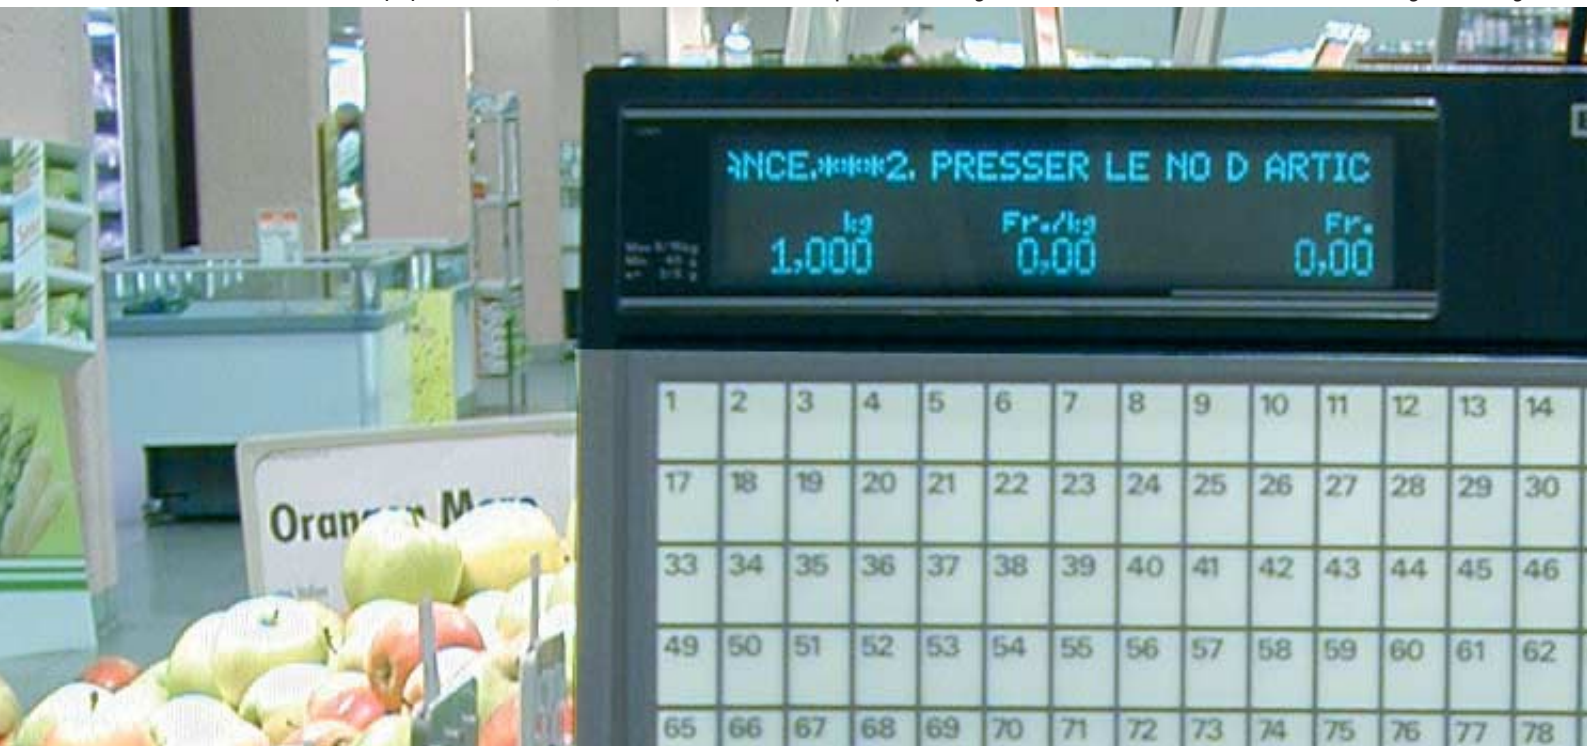 ANCE.***2. PRESSER LE NO D ARTIC
kg Fr./kg Fr.
1,000 0,00 0,00
1 2 3 4 5 6 7 8 9 10 11 12 13 14
17 18 19 20 21 22 23 24 25 26 27 28 29 30
Orangen Moro
33 34 35 36 37 38 39 40 41 42 43 44 45 46
49 50 51 52 53 54 55 56 57 58 59 60 61 62
65 66 67 68 69 70 71 72 73 74 75 76 77 78